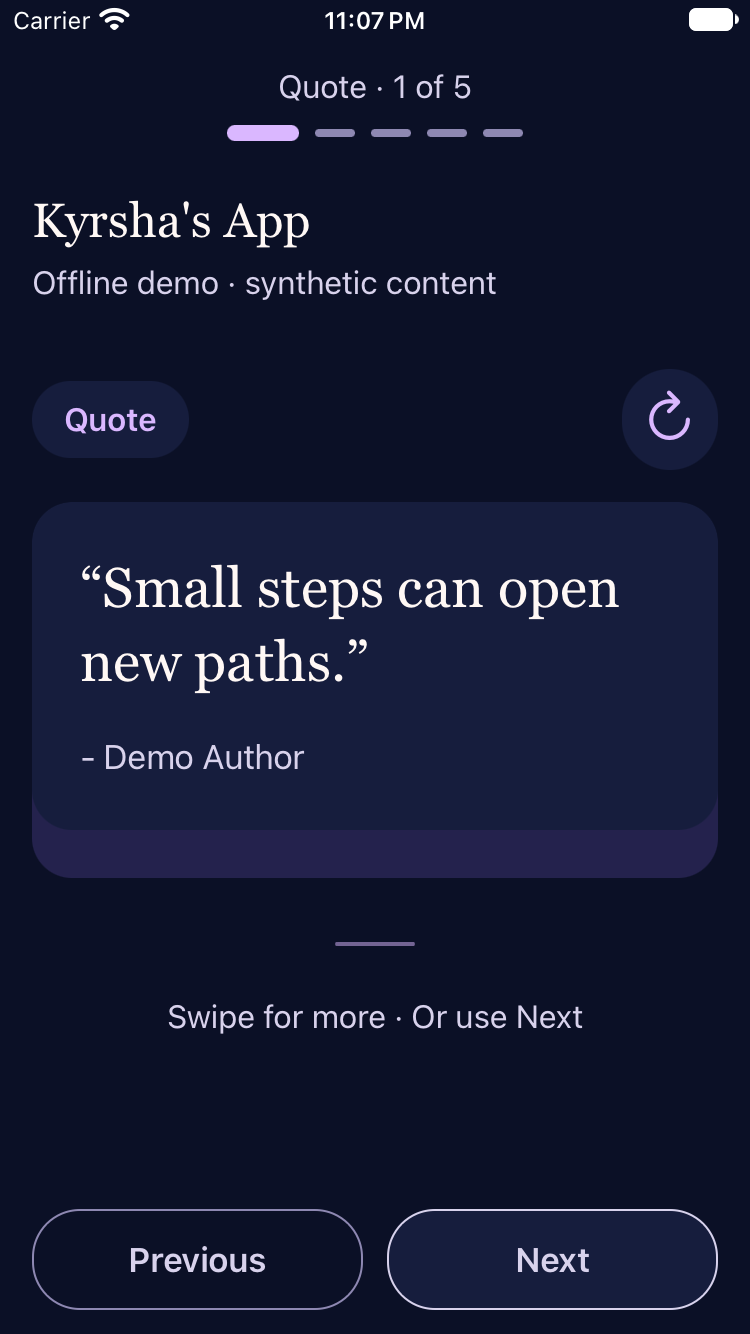 Carrier 11:07 PM
Quote · 1 of 5
Kyrsha's App
Offline demo · synthetic content
Quote
“Small steps can open
new paths.”
- Demo Author
Swipe for more · Or use Next
Previous Next